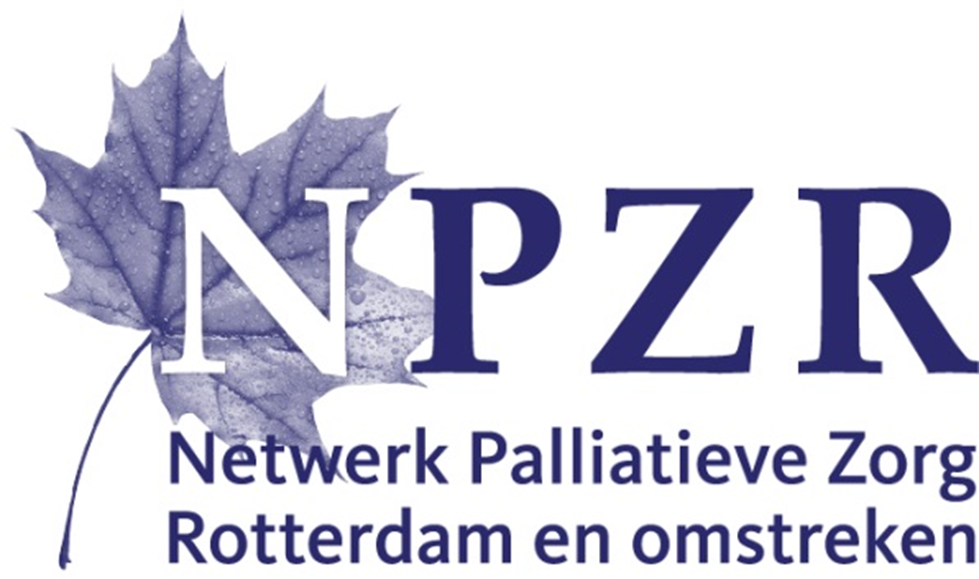 NPZR
Netwerk Palliatieve Zorg
Rotterdam en omstreken